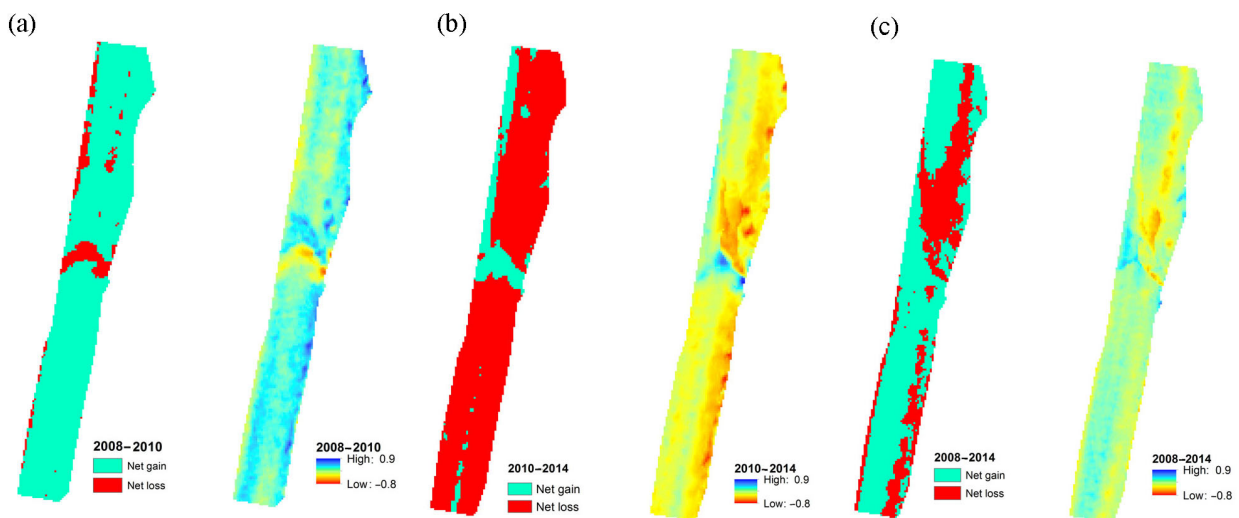 (a)
2008–2010
Net gain
Net loss
2008–2010
High: 0.9
Low: –0.8
(b)
2010–2014
Net gain
Net loss
2010–2014
High: 0.9
Low: –0.8
(c)
2008–2014
Net gain
Net loss
2008–2014
High: 0.9
Low: –0.8